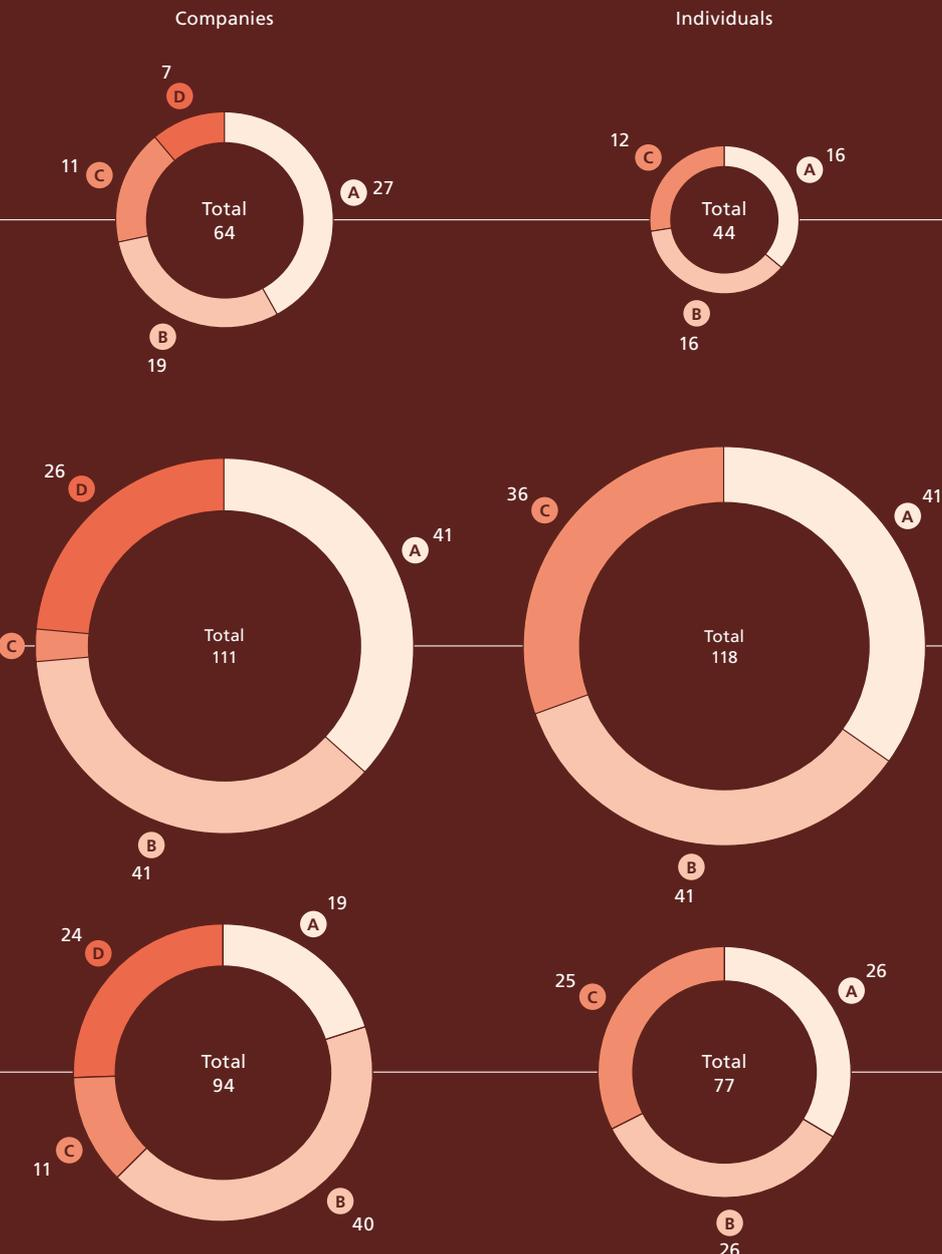 Companies
Individuals
7
D
11
C
A 27
Total
64
B
19
12
C
16
A
Total
44
B
16
26
D
41
A
C
Total
111
B
41
36
C
41
A
Total
118
B
41
19
A
24
D
Total
94
C
11
B
40
26
A
25
C
Total
77
B
26